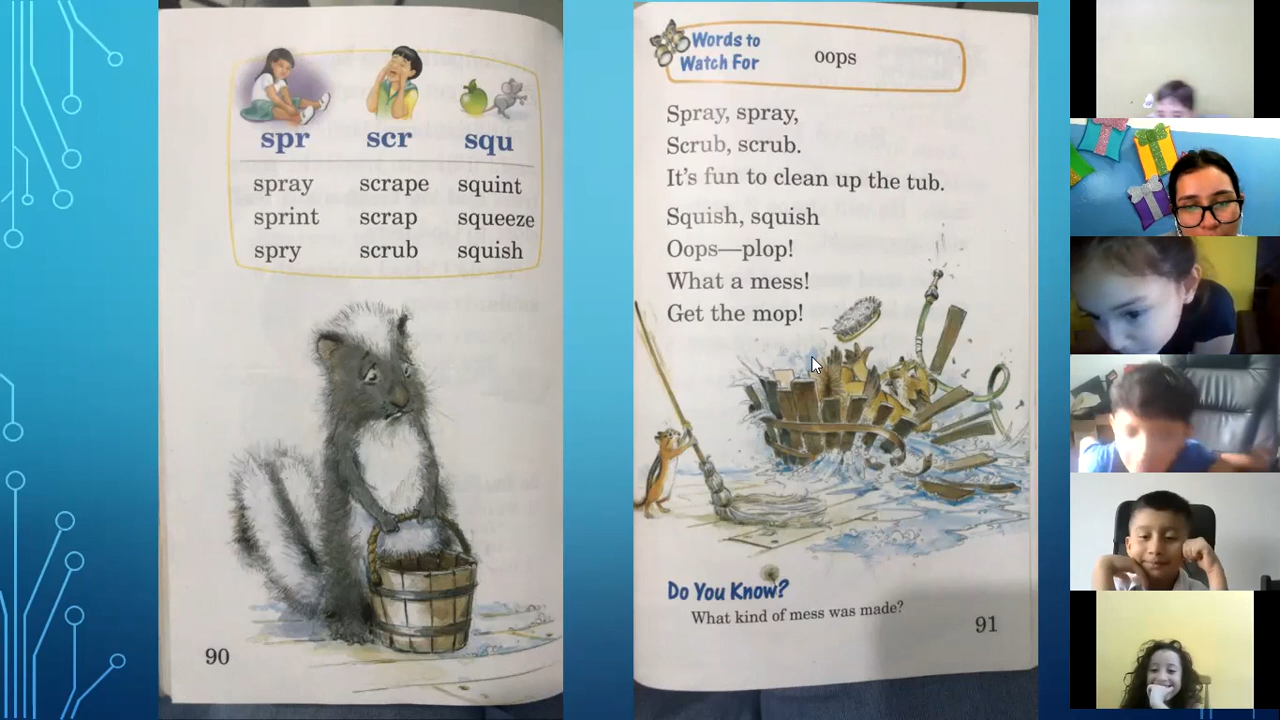 spr scr squ
spray scrape squint
sprint scrap squeeze
spry scrub squish
90
Words to
Watch For
oops
Spray, spray,
Scrub, scrub.
It's fun to clean up the tub.
Squish, squish
Oops—plop!
What a mess!
Get the mop!
Do You Know?
What kind of mess was made?
91